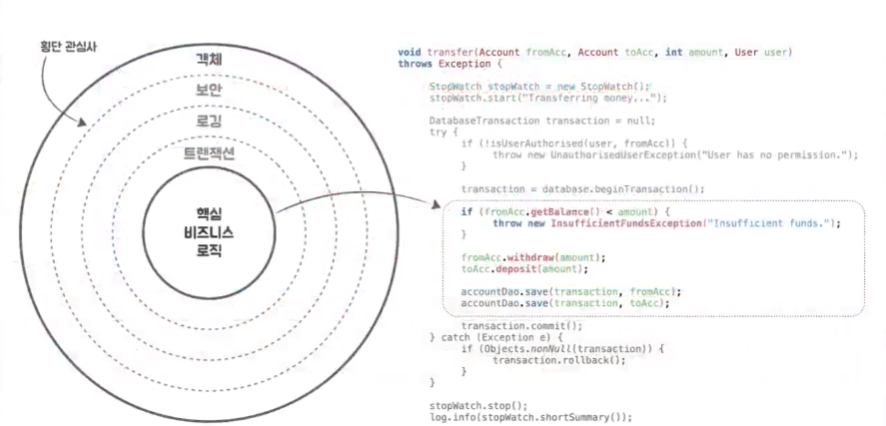 횡단 관심사
객체
보안
로깅
트랜잭션
핵심
비즈니스
로직
void transfer(Account fromAcc, Account toAcc, int amount, User user)
throws Exception {
StopWatch stopWatch = new StopWatch();
stopWatch.start("Transferring money...");
DatabaseTransaction transaction = null;
try {
if (!isUserAuthorised(user, fromAcc)) {
throw new UnauthorisedUserException("User has no permission.");
}
transaction = database.beginTransaction();
if (fromAcc.getBalance() < amount) {
throw new InsufficientFundsException("Insufficient funds.");
}
fromAcc.withdraw(amount);
toAcc.deposit(amount);
accountDao.save(transaction, fromAcc);
accountDao.save(transaction, toAcc);
transaction.commit();
} catch (Exception e) {
if (Objects.nonNull(transaction)) {
transaction.rollback();
}
}
stopWatch.stop();
log.info(stopWatch.shortSummary());